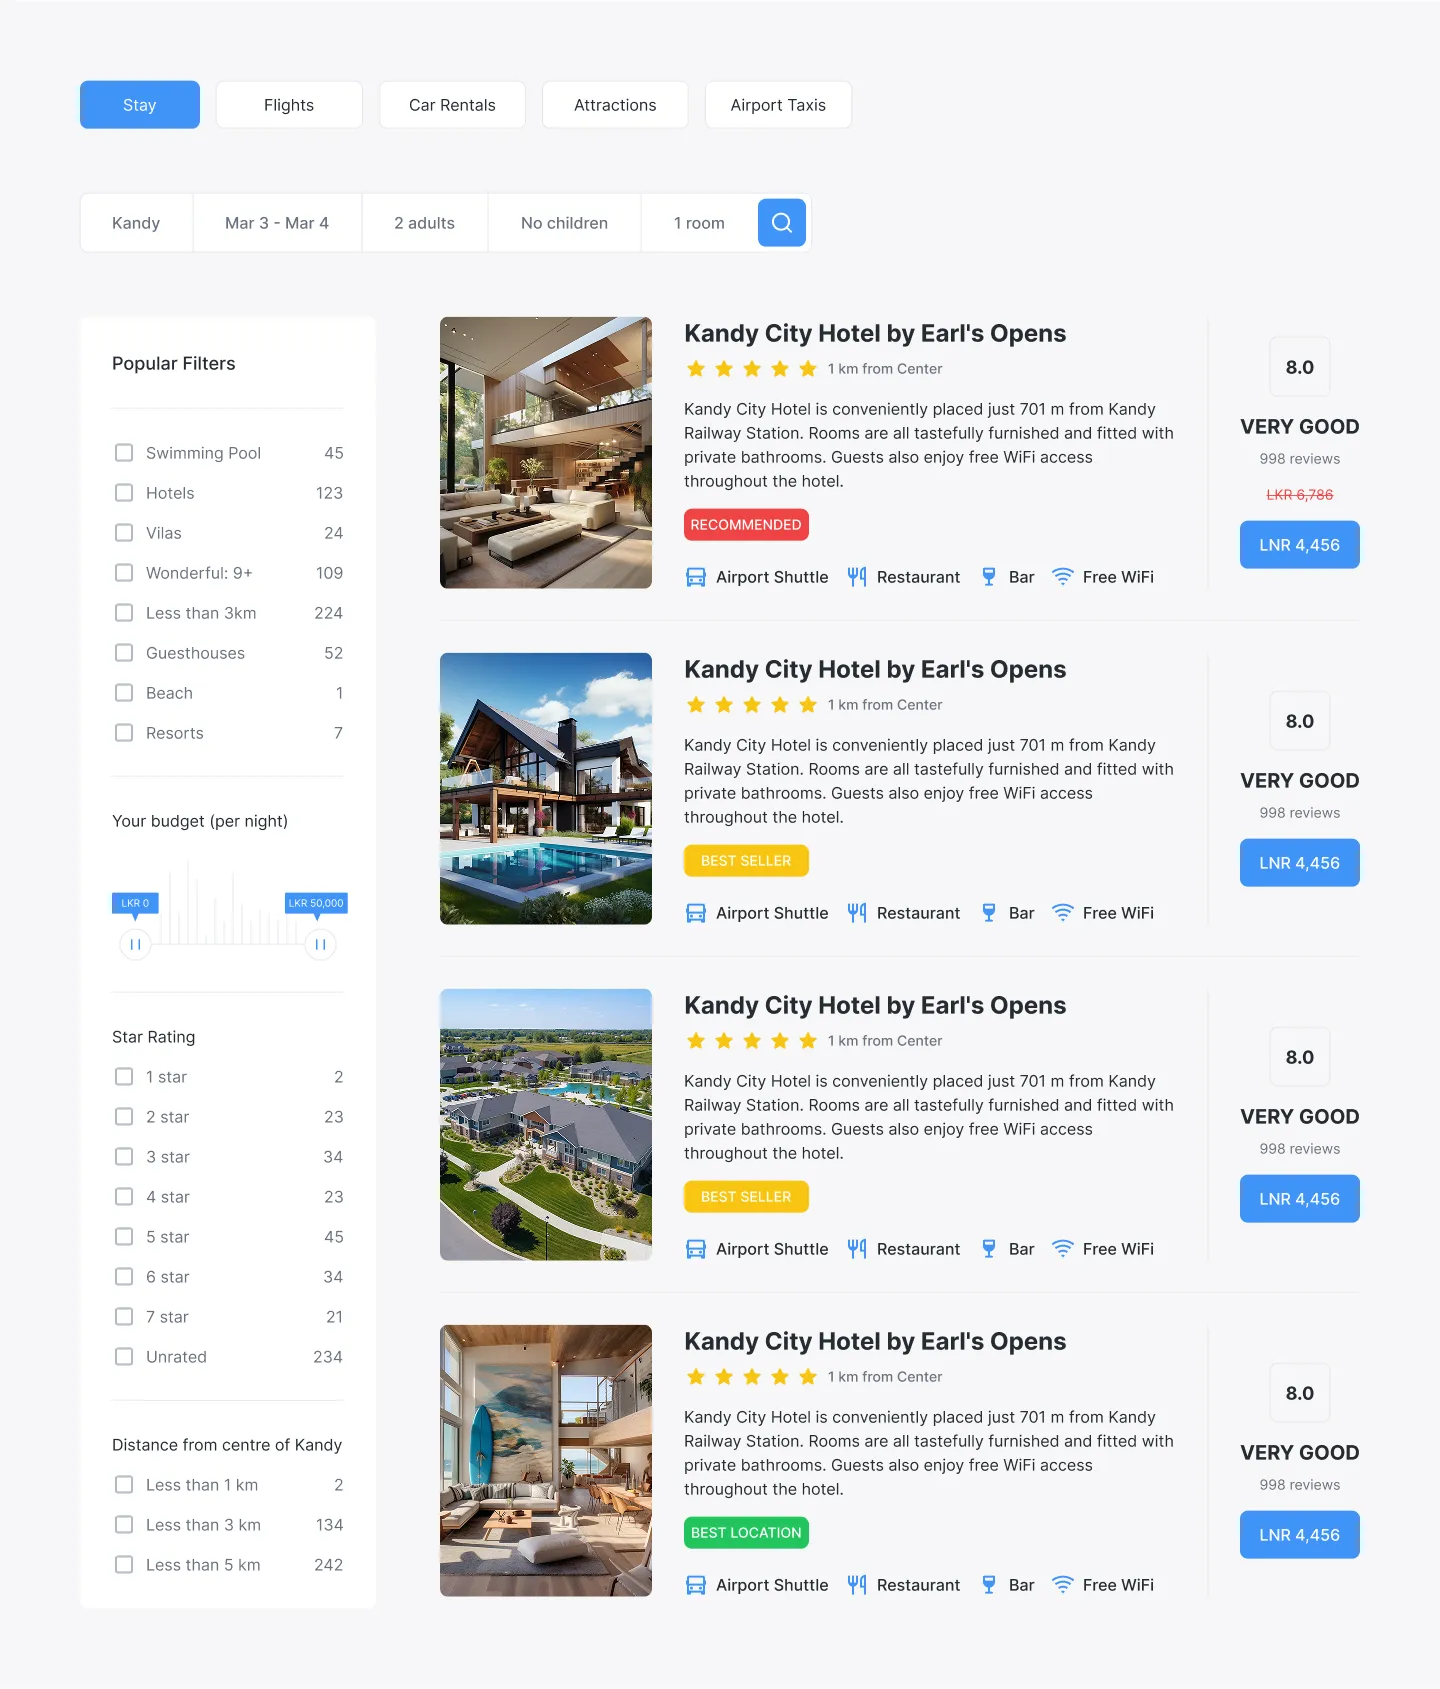 Stay
Flights
Car Rentals
Attractions
Airport Taxis
Kandy
Mar 3 - Mar 4
2 adults
No children
1 room
Popular Filters
Swimming Pool 45
Hotels 123
Vilas 24
Wonderful: 9+ 109
Less than 3km 224
Guesthouses 52
Beach 1
Resorts 7
Your budget (per night)
LKR 0
LKR 50,000
Star Rating
1 star 2
2 star 23
3 star 34
4 star 23
5 star 45
6 star 34
7 star 21
Unrated 234
Distance from centre of Kandy
Less than 1 km 2
Less than 3 km 134
Less than 5 km 242
Kandy City Hotel by Earl's Opens
1 km from Center
Kandy City Hotel is conveniently placed just 701 m from Kandy
Railway Station. Rooms are all tastefully furnished and fitted with
private bathrooms. Guests also enjoy free WiFi access
throughout the hotel.
RECOMMENDED
Airport Shuttle
Restaurant
Bar
Free WiFi
8.0
VERY GOOD
998 reviews
LKR 6,786
LNR 4,456
Kandy City Hotel by Earl's Opens
1 km from Center
Kandy City Hotel is conveniently placed just 701 m from Kandy
Railway Station. Rooms are all tastefully furnished and fitted with
private bathrooms. Guests also enjoy free WiFi access
throughout the hotel.
BEST SELLER
Airport Shuttle
Restaurant
Bar
Free WiFi
8.0
VERY GOOD
998 reviews
LNR 4,456
Kandy City Hotel by Earl's Opens
1 km from Center
Kandy City Hotel is conveniently placed just 701 m from Kandy
Railway Station. Rooms are all tastefully furnished and fitted with
private bathrooms. Guests also enjoy free WiFi access
throughout the hotel.
BEST SELLER
Airport Shuttle
Restaurant
Bar
Free WiFi
8.0
VERY GOOD
998 reviews
LNR 4,456
Kandy City Hotel by Earl's Opens
1 km from Center
Kandy City Hotel is conveniently placed just 701 m from Kandy
Railway Station. Rooms are all tastefully furnished and fitted with
private bathrooms. Guests also enjoy free WiFi access
throughout the hotel.
BEST LOCATION
Airport Shuttle
Restaurant
Bar
Free WiFi
8.0
VERY GOOD
998 reviews
LNR 4,456